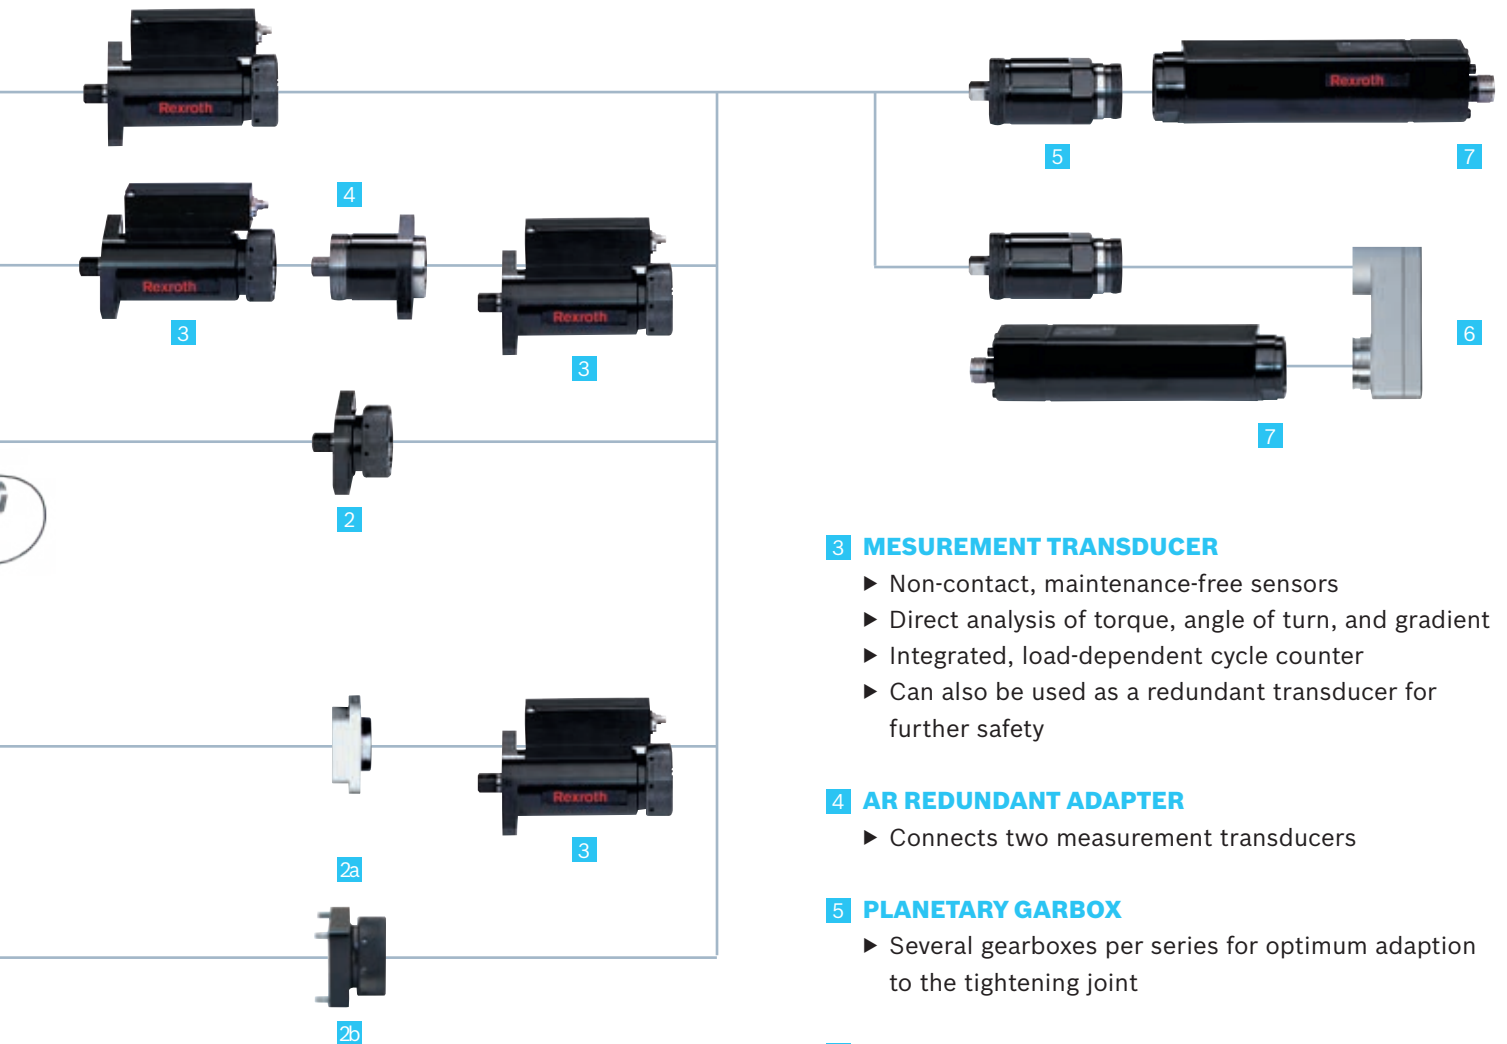 Rexroth
Rexroth
5
7
4
Rexroth
3
Rexroth
3
6
7
2
3 MESUREMENT TRANSDUCER
▶ Non-contact, maintenance-free sensors
▶ Direct analysis of torque, angle of turn, and gradient
▶ Integrated, load-dependent cycle counter
▶ Can also be used as a redundant transducer for
further safety
Rexroth
3
2a
2b
4 AR REDUNDANT ADAPTER
▶ Connects two measurement transducers
5 PLANETARY GARBOX
▶ Several gearboxes per series for optimum adaption
to the tightening joint